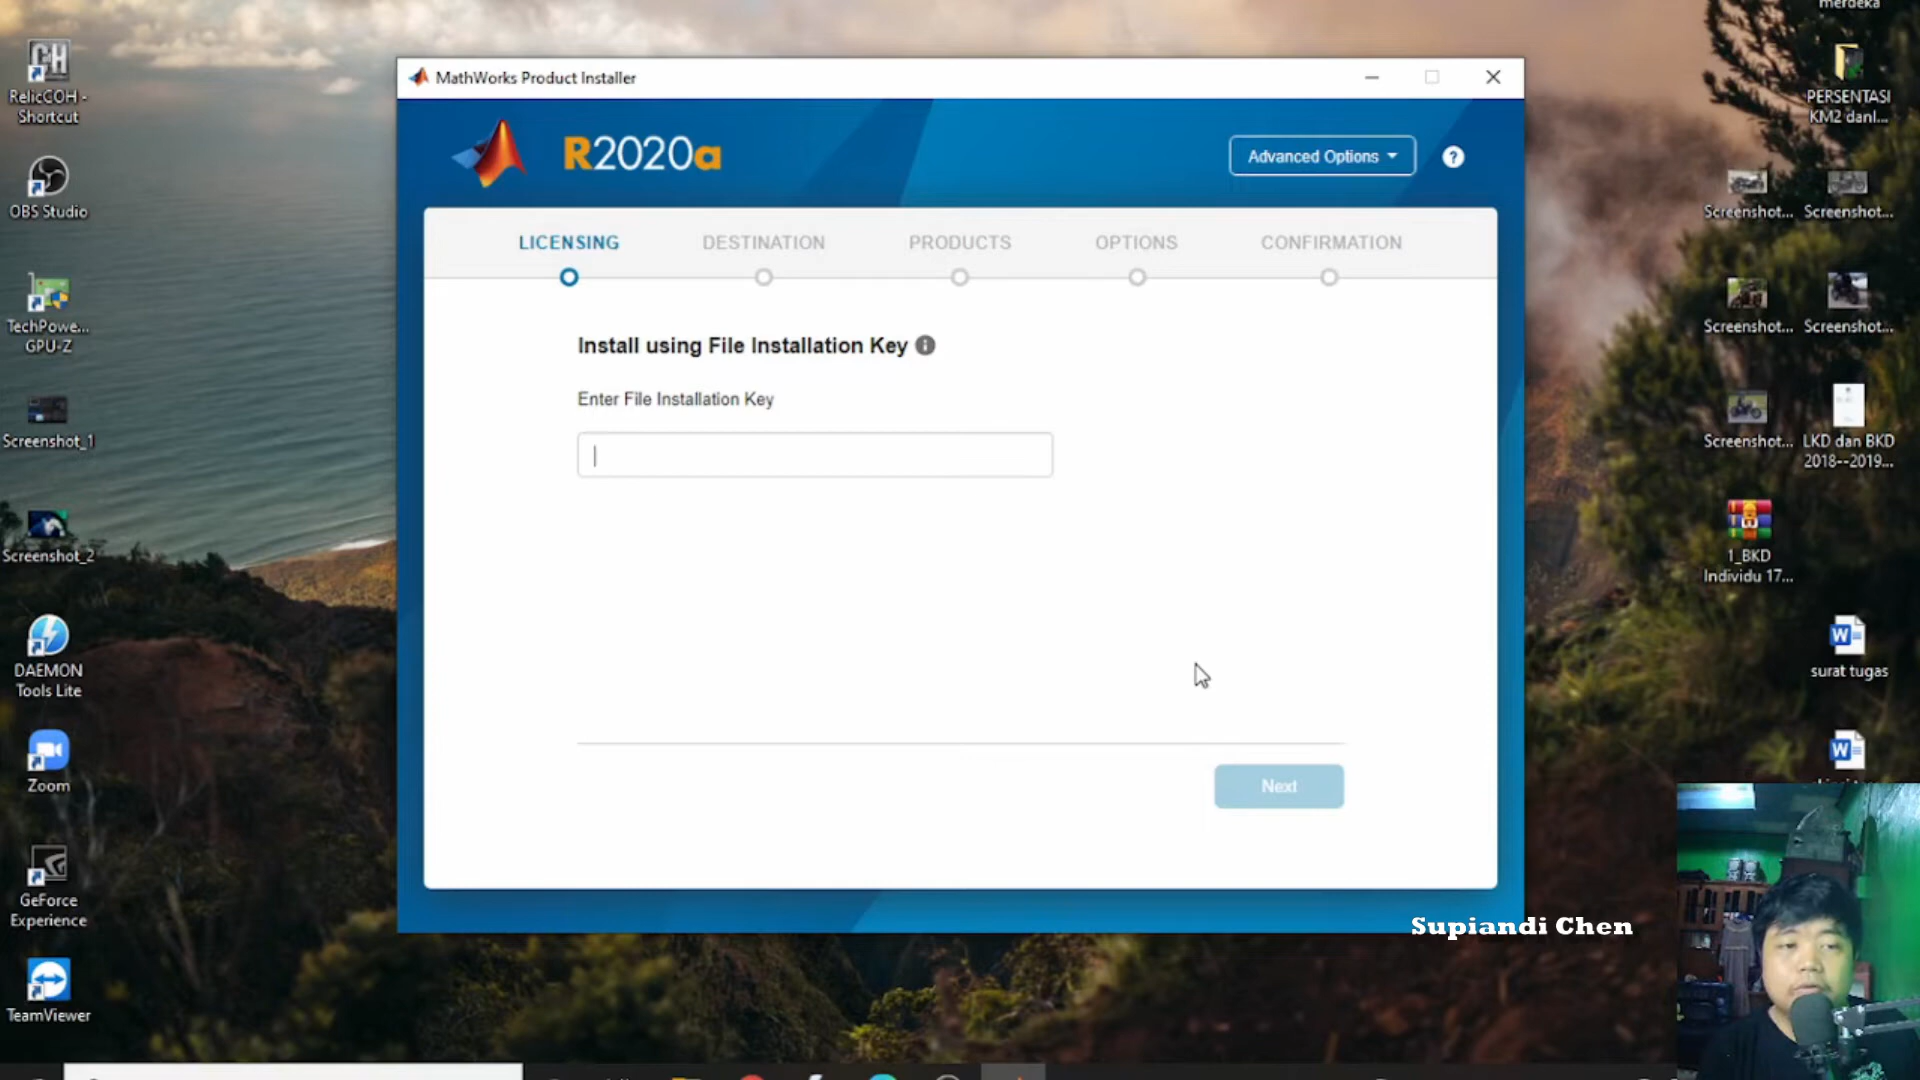 RelicCOH -
Shortcut
OBS Studio
TechPowe...
GPU-Z
Screenshot_1
Screenshot_2
DAEMON
Tools Lite
Zoom
GeForce
Experience
TeamViewer
MathWorks Product Installer
R2020a
Advanced Options
?
LICENSING
DESTINATION
PRODUCTS
OPTIONS
CONFIRMATION
Install using File Installation Key
Enter File Installation Key
Next
Supiandi Chen
merdeka
PERSENTASI
KM2 danl...
Screenshot...
Screenshot...
Screenshot...
Screenshot...
Screenshot...
LKD dan BKD
2018--2019...
1_BKD
Individu 17...
surat tugas